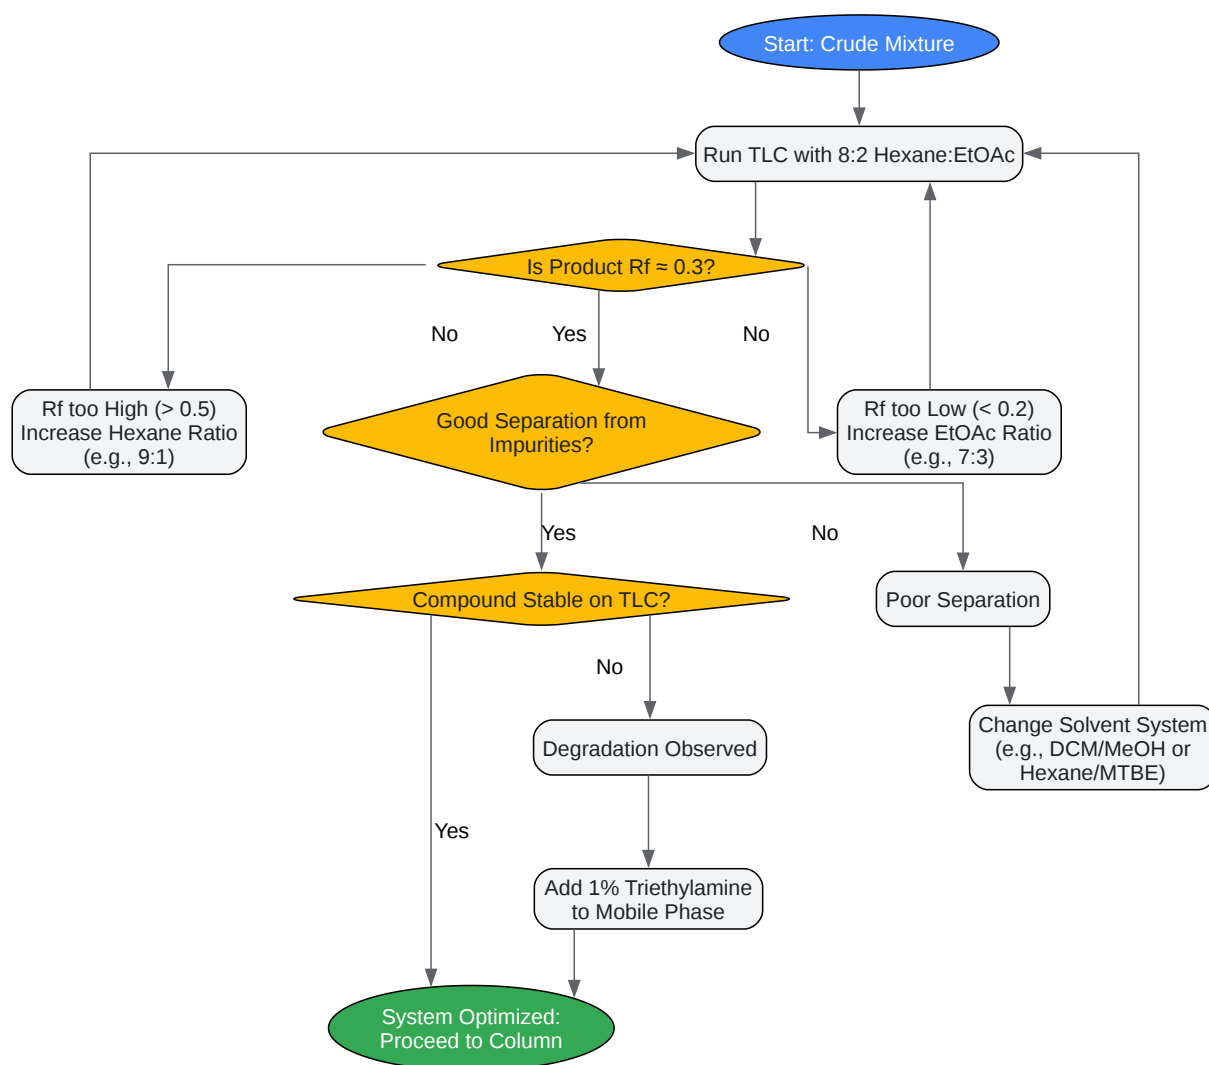 Start: Crude Mixture
Run TLC with 8:2 Hexane:EtOAc
Is Product Rf ≈ 0.3?
No
Yes
No
Rf too High (> 0.5)
Increase Hexane Ratio
(e.g., 9:1)
Good Separation from
Impurities?
Rf too Low (< 0.2)
Increase EtOAc Ratio
(e.g., 7:3)
Yes
No
Compound Stable on TLC?
Poor Separation
No
Degradation Observed
Change Solvent System
(e.g., DCM/MeOH or
Hexane/MTBE)
Yes
Add 1% Triethylamine
to Mobile Phase
System Optimized:
Proceed to Column